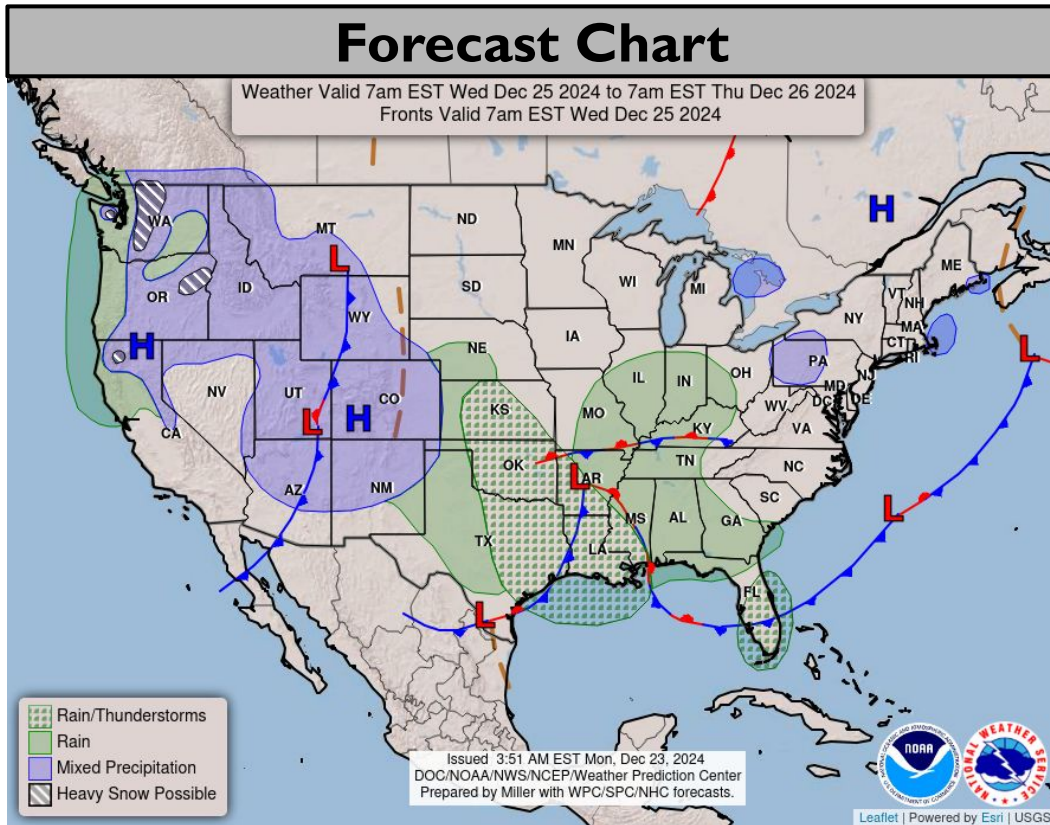 Forecast Chart
Weather Valid 7am EST Wed Dec 25 2024 to 7am EST Thu Dec 26 2024
Fronts Valid 7am EST Wed Dec 25 2024
H
WA
MT
ND
MN
ME
L
VT
NH
OR
ID
SD
WI
MI
NY
MA
WY
CT
RI
L
H
IA
NE
PA
NJ
OH
IL
IN
MD
DE
DC
NV
UT
CO
H
KS
MO
WV
VA
L
CA
KY
OK
TN
NC
L
AR
AZ
NM
SC
L
MS
AL
GA
TX
LA
FL
L
Rain/Thunderstorms
Rain
Mixed Precipitation
Heavy Snow Possible
Issued 3:51 AM EST Mon, Dec 23, 2024
DOC/NOAA/NWS/NCEP/Weather Prediction Center
Prepared by Miller with WPC/SPC/NHC forecasts.
NOAA
NATIONAL WEATHER SERVICE
Leaflet | Powered by Esri | USGS